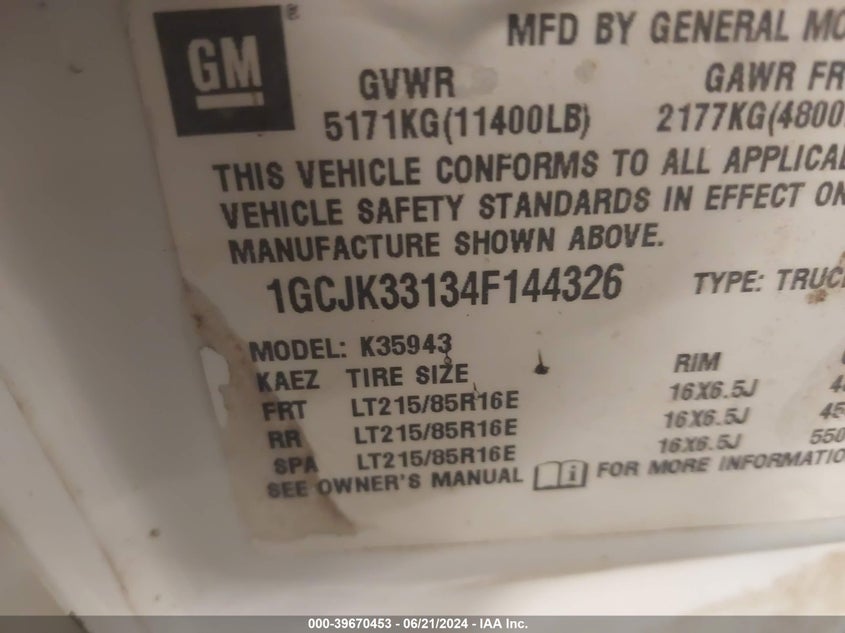 GM
®
MFD BY GENERAL MO
GVWR GAWR FR
5171KG(11400LB) 2177KG(4800
THIS VEHICLE CONFORMS TO ALL APPLICA
VEHICLE SAFETY STANDARDS IN EFFECT ON
MANUFACTURE SHOWN ABOVE.
1GCJK33134F144326 TYPE: TRUC
MODEL: K35943
KAEZ TIRE SIZE RIM
FRT LT215/85R16E 16X6.5J
RR LT215/85R16E 16X6.5J 45
SPA LT215/85R16E 16X6.5J 550
SEE OWNER'S MANUAL i FOR MORE INFORMATIO
000-39670453 - 06/21/2024 - IAA Inc.